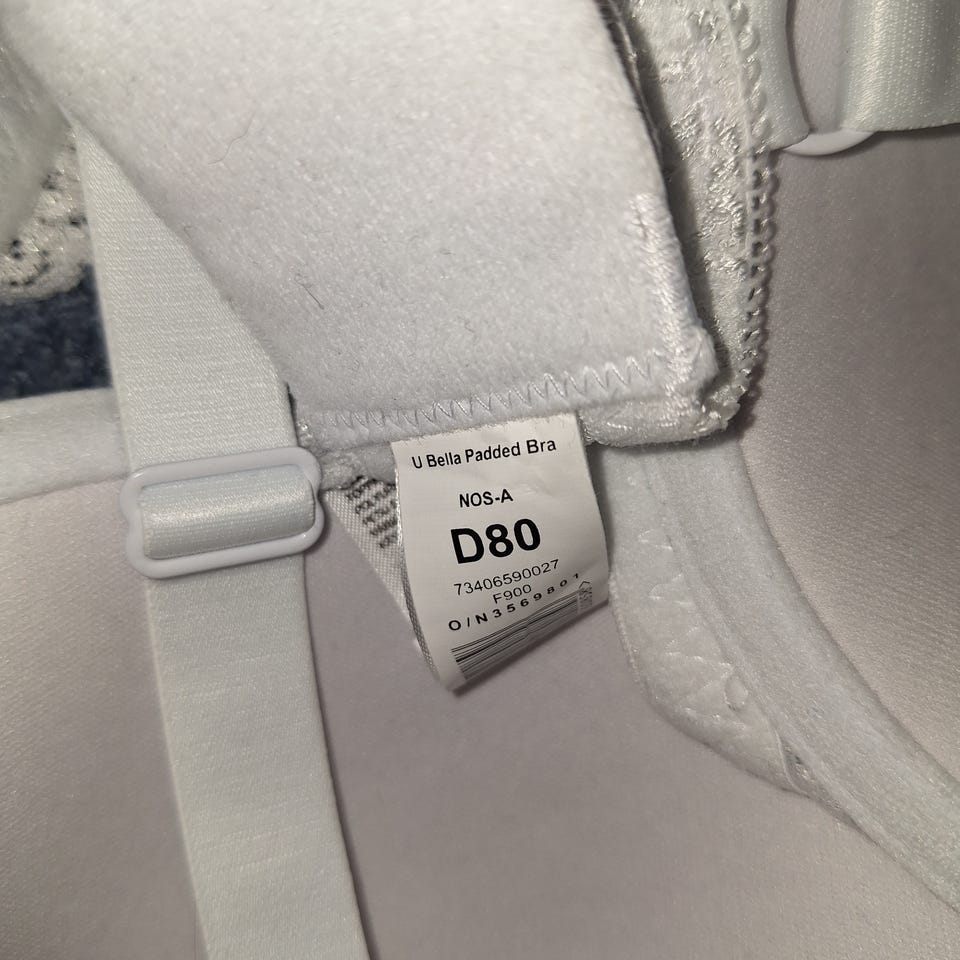 U Bella Padded Bra
NOS-A
D80
73406590027
F900
O/N3569801